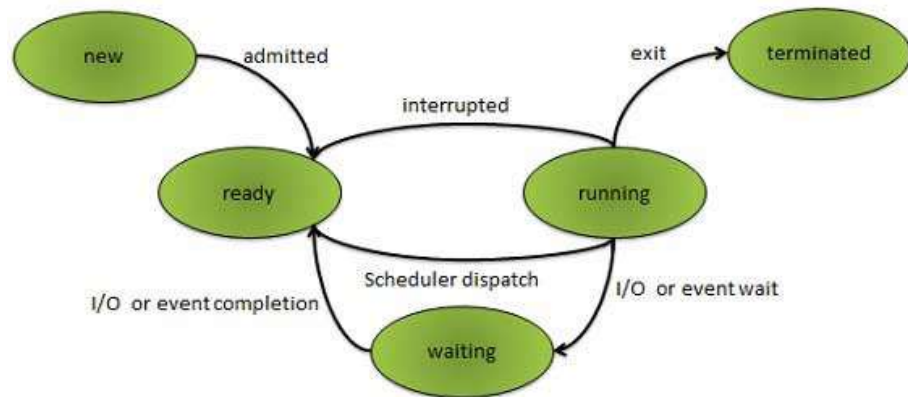 new
admitted
exit
terminated
interrupted
ready
running
Scheduler dispatch
I/O or event completion
I/O or event wait
waiting